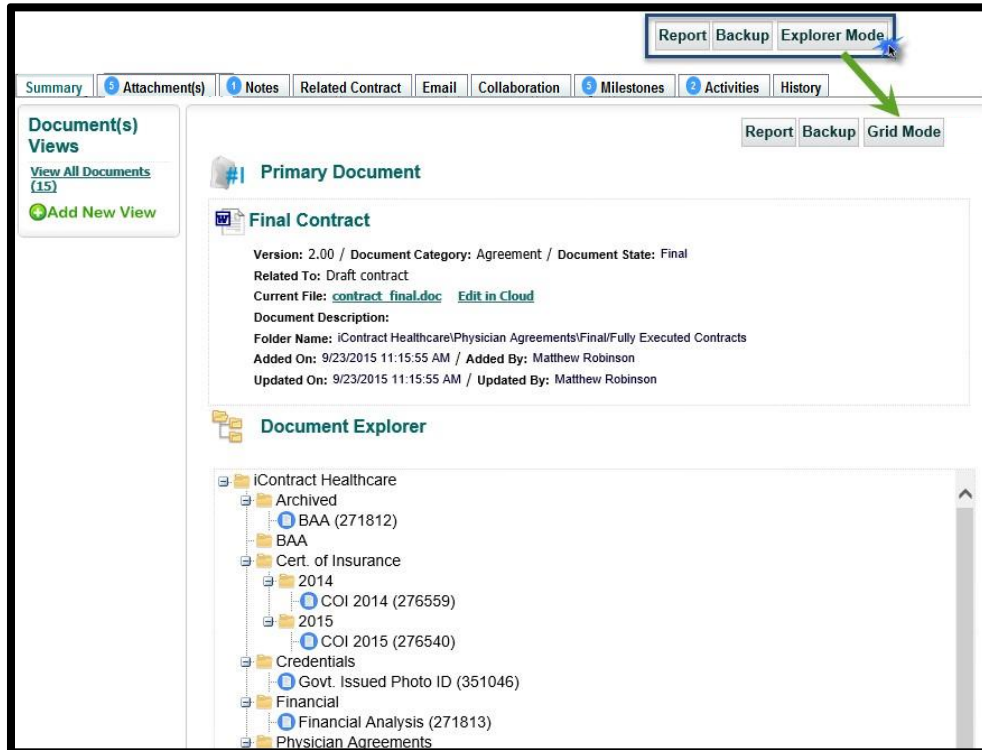 Report Backup Explorer Mode
Summary 5 Attachment(s) 1 Notes Related Contract Email Collaboration 5 Milestones 2 Activities History
Document(s)
Views
View All Documents
(15)
Add New View
Report Backup Grid Mode
#1 Primary Document
Final Contract
Version: 2.00 / Document Category: Agreement / Document State: Final
Related To: Draft contract
Current File: contract_final.doc Edit in Cloud
Document Description:
Folder Name: iContract Healthcare\Physician Agreements\Final/Fully Executed Contracts
Added On: 9/23/2015 11:15:55 AM / Added By: Matthew Robinson
Updated On: 9/23/2015 11:15:55 AM / Updated By: Matthew Robinson
Document Explorer
iContract Healthcare
Archived
BAA (271812)
BAA
Cert. of Insurance
2014
COI 2014 (276559)
2015
COI 2015 (276540)
Credentials
Govt. Issued Photo ID (351046)
Financial
Financial Analysis (271813)
Physician Agreements